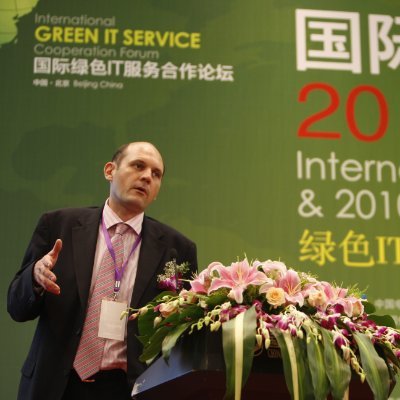 International
GREEN IT SERVICE
Cooperation Forum
国际绿色IT服务合作论坛
中国·北京 Beijing China
国际
20
Interna
& 2010
绿色IT